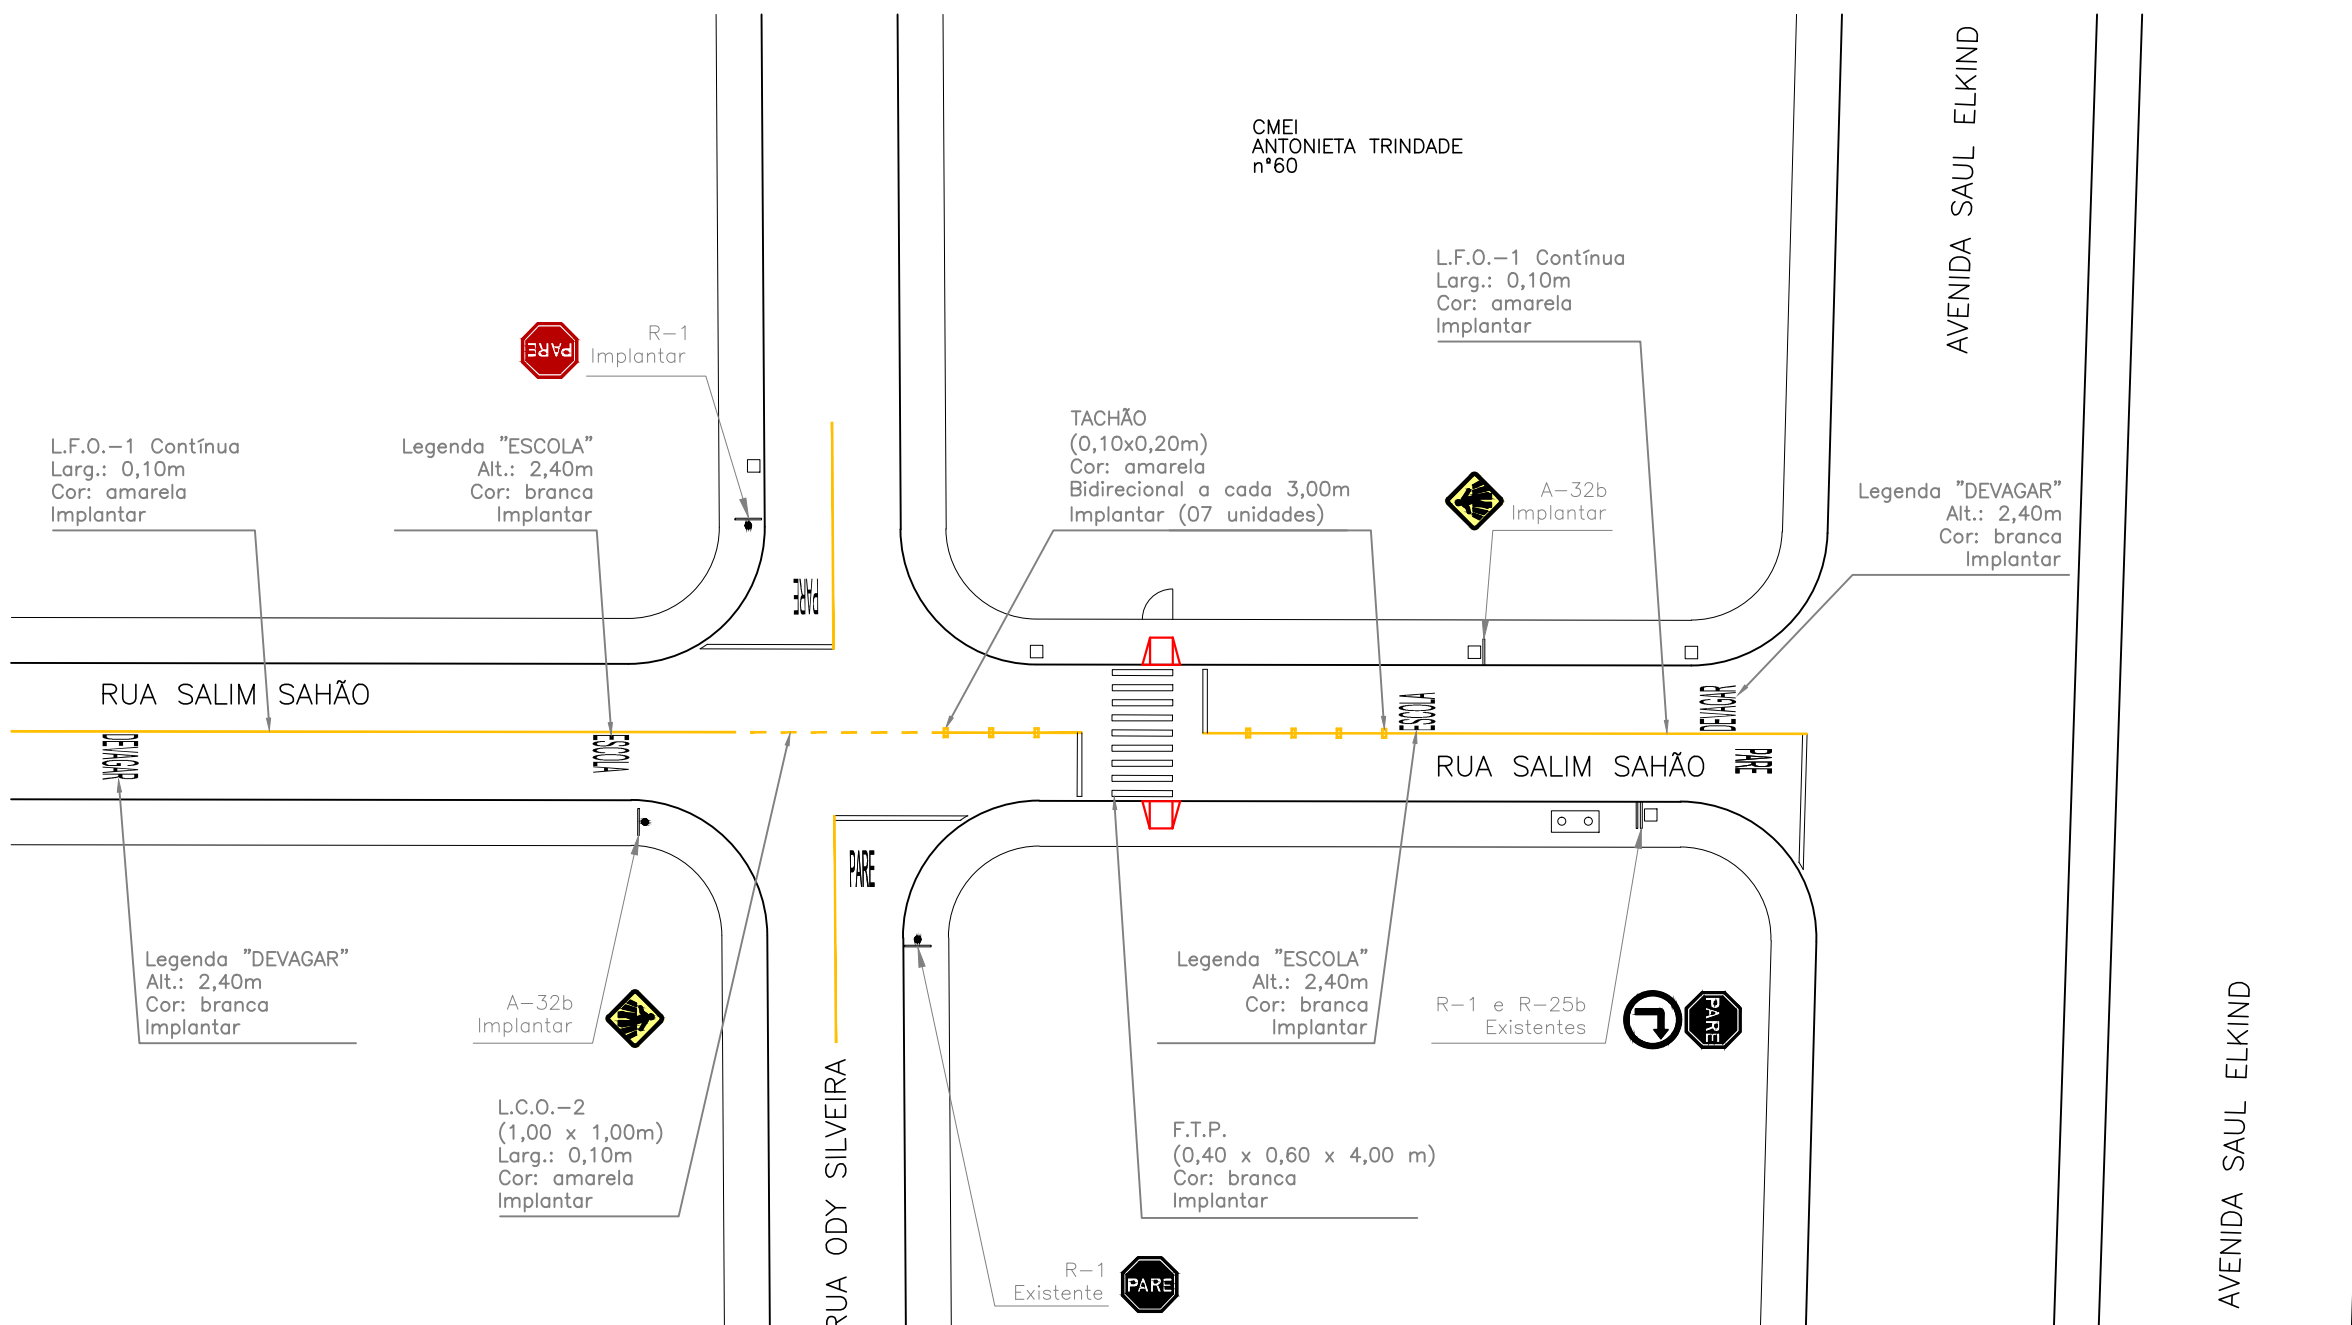 AVENIDA SAUL ELKIND
CMEI
ANTONIETA TRINDADE
n°60
L.F.O.-1 Contínua
Larg.: 0,10m
Cor: amarela
Implantar
PARE
R-1
Implantar
TACHÃO
(0,10x0,20m)
Cor: amarela
Bidirecional a cada 3,00m
Implantar (07 unidades)
L.F.O.-1 Contínua
Larg.: 0,10m
Cor: amarela
Implantar
Legenda "ESCOLA"
Alt.: 2,40m
Cor: branca
Implantar
A-32b
Implantar
Legenda "DEVAGAR"
Alt.: 2,40m
Cor: branca
Implantar
PARE
RUA SALIM SAHÃO
ESCOLA
DEVAGAR
DEVAGAR
ESCOLA
RUA SALIM SAHÃO
PARE
PARE
Legenda "DEVAGAR"
Alt.: 2,40m
Cor: branca
Implantar
A-32b
Implantar
Legenda "ESCOLA"
Alt.: 2,40m
Cor: branca
Implantar
R-1 e R-25b
Existentes
PARE
L.C.O.-2
(1,00 x 1,00m)
Larg.: 0,10m
Cor: amarela
Implantar
RUA ODY SILVEIRA
F.T.P.
(0,40 x 0,60 x 4,00 m)
Cor: branca
Implantar
AVENIDA SAUL ELKIND
R-1
Existente
PARE